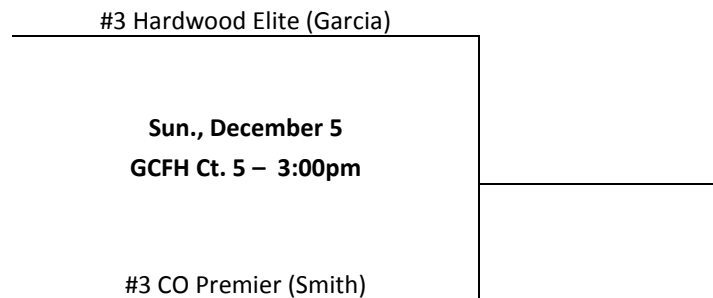 #3 Hardwood Elite (Garcia)
Sun., December 5
GCFH Ct. 5 – 3:00pm
#3 CO Premier (Smith)